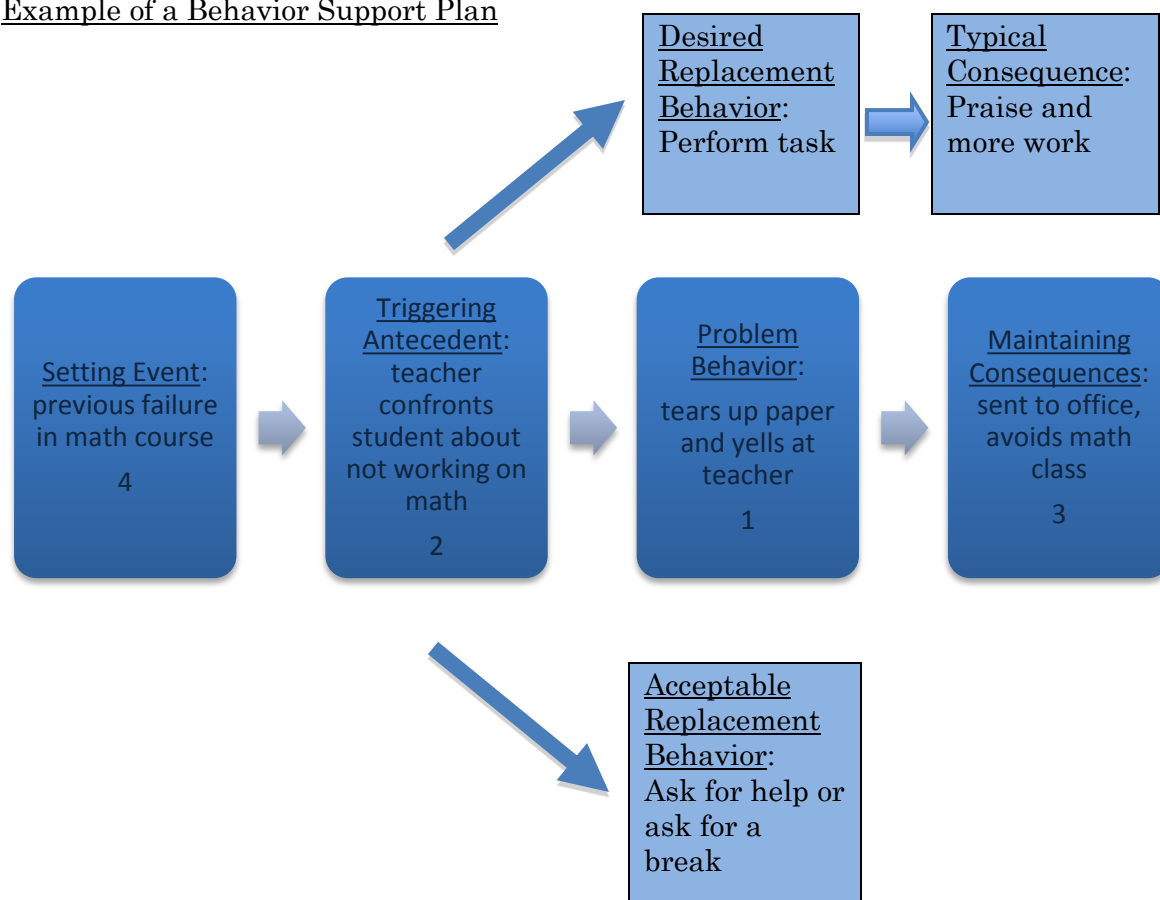 Example of a Behavior Support Plan
Desired
Replacement
Behavior:
Perform task
Typical
Consequence:
Praise and
more work
Setting Event:
previous failure
in math course
4
Triggering
Antecedent:
teacher
confronts
student about
not working on
math
2
Problem
Behavior:
tears up paper
and yells at
teacher
1
Maintaining
Consequences:
sent to office,
avoids math
class
3
Acceptable
Replacement
Behavior:
Ask for help or
ask for a
break